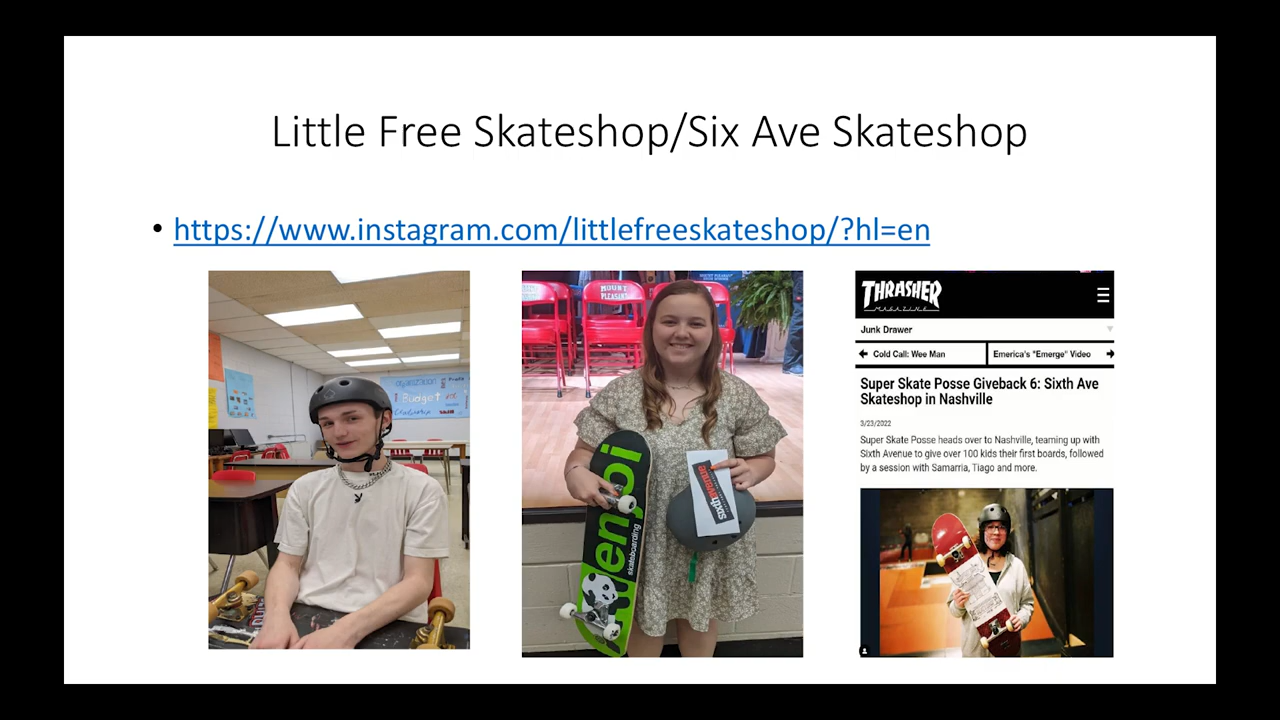 Little Free Skateshop/Six Ave Skateshop
• https://www.instagram.com/littlefreeskateshop/?hl=en
Budget
MOUNT
PLEASANT
enjoi
skateboarding
sixthavenue
THRASHER
MAGAZINE
Junk Drawer
Cold Call: Wee Man
Emerica's "Emerge" Video
Super Skate Posse Giveback 6: Sixth Ave
Skateshop in Nashville
3/23/2022
Super Skate Posse heads over to Nashville, teaming up with
Sixth Avenue to give over 100 kids their first boards, followed
by a session with Samarria, Tiago and more.